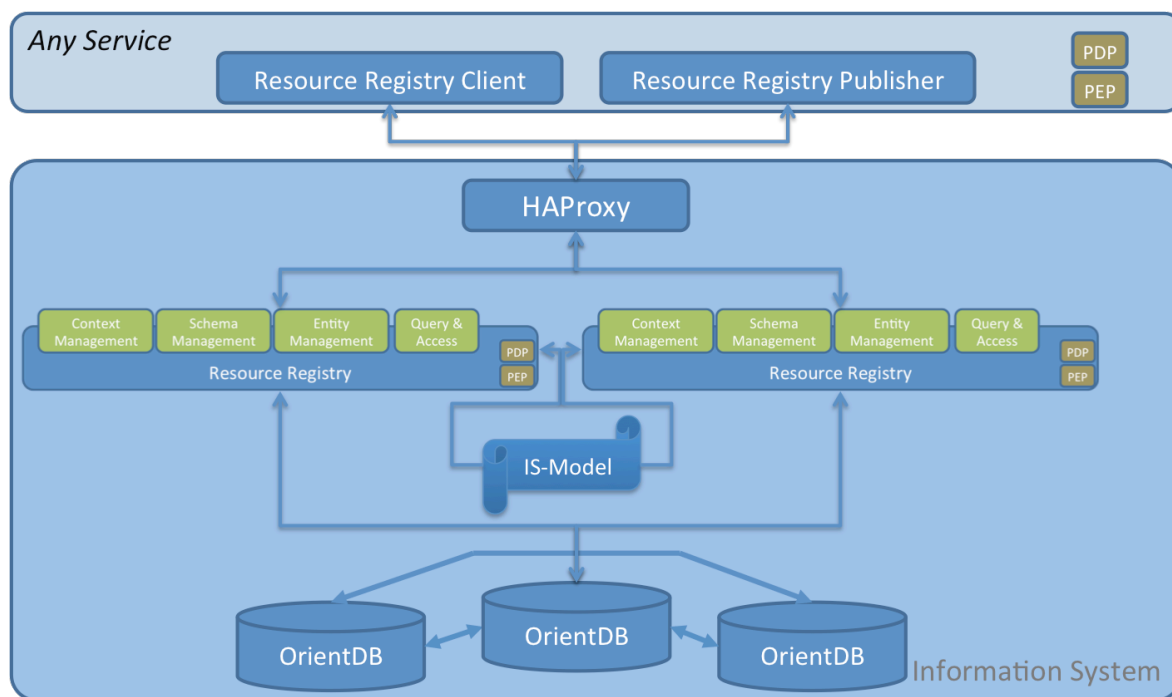 Any Service
PDP
Resource Registry Client
Resource Registry Publisher
PEP
HAProxy
Context
Management
Schema
Management
Entity
Management
Query &
Access
PDP
PEP
Resource Registry
Context
Management
Schema
Management
Entity
Management
Query &
Access
PDP
PEP
Resource Registry
IS-Model
OrientDB
OrientDB
OrientDB
Information System